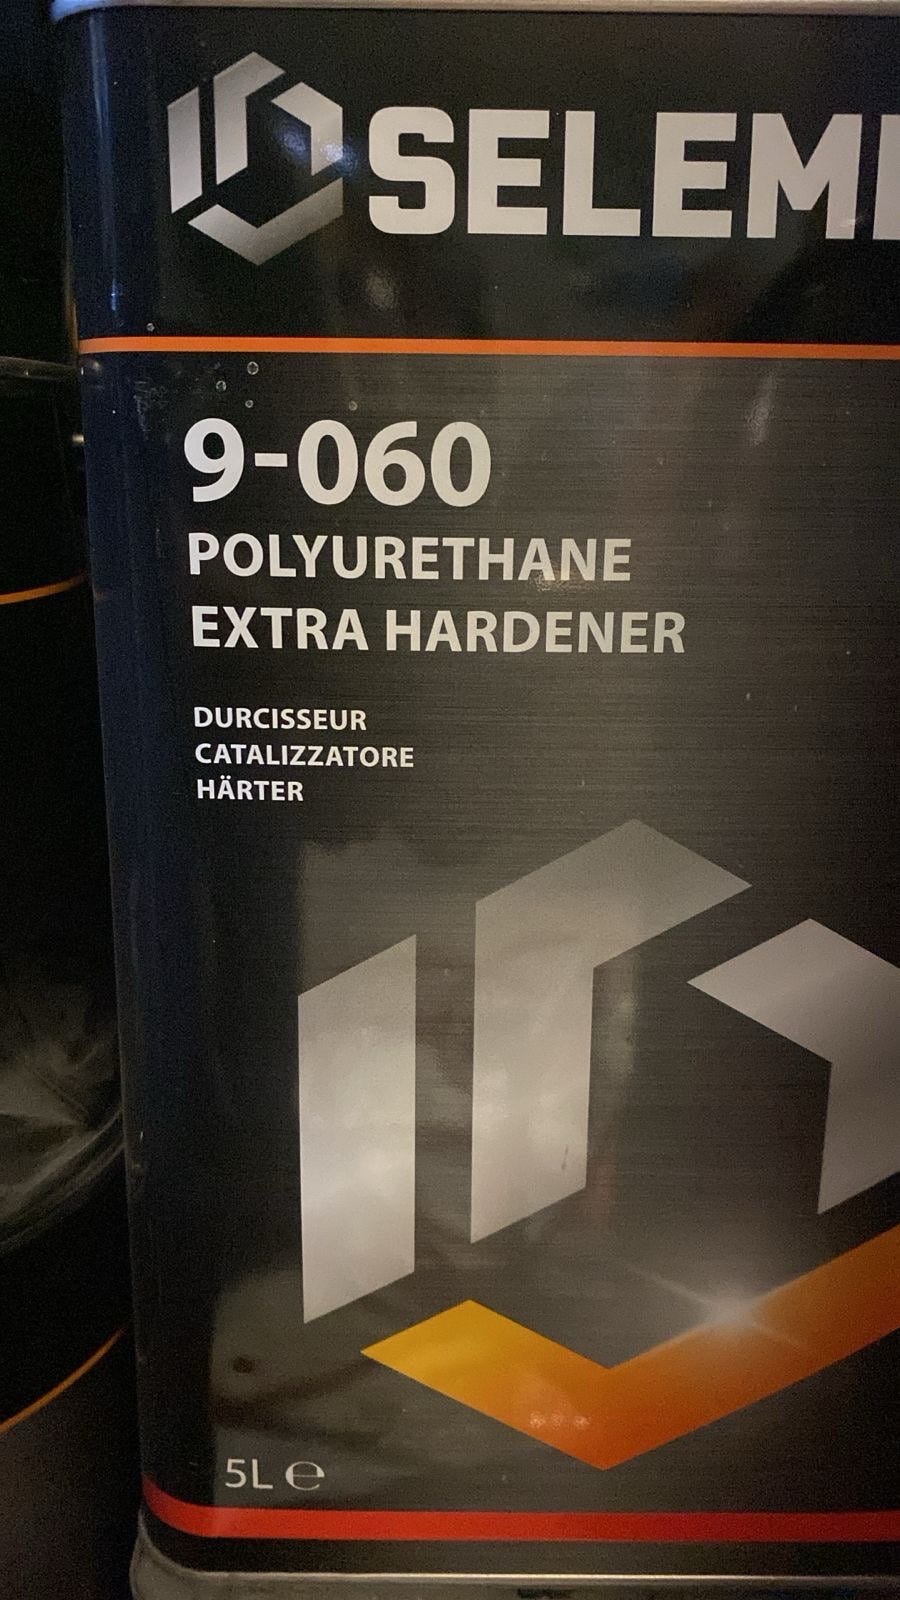 SELEM
9-060
POLYURETHANE
EXTRA HARDENER
DURCISSEUR
CATALIZZATORE
HÄRTER
5L ℮